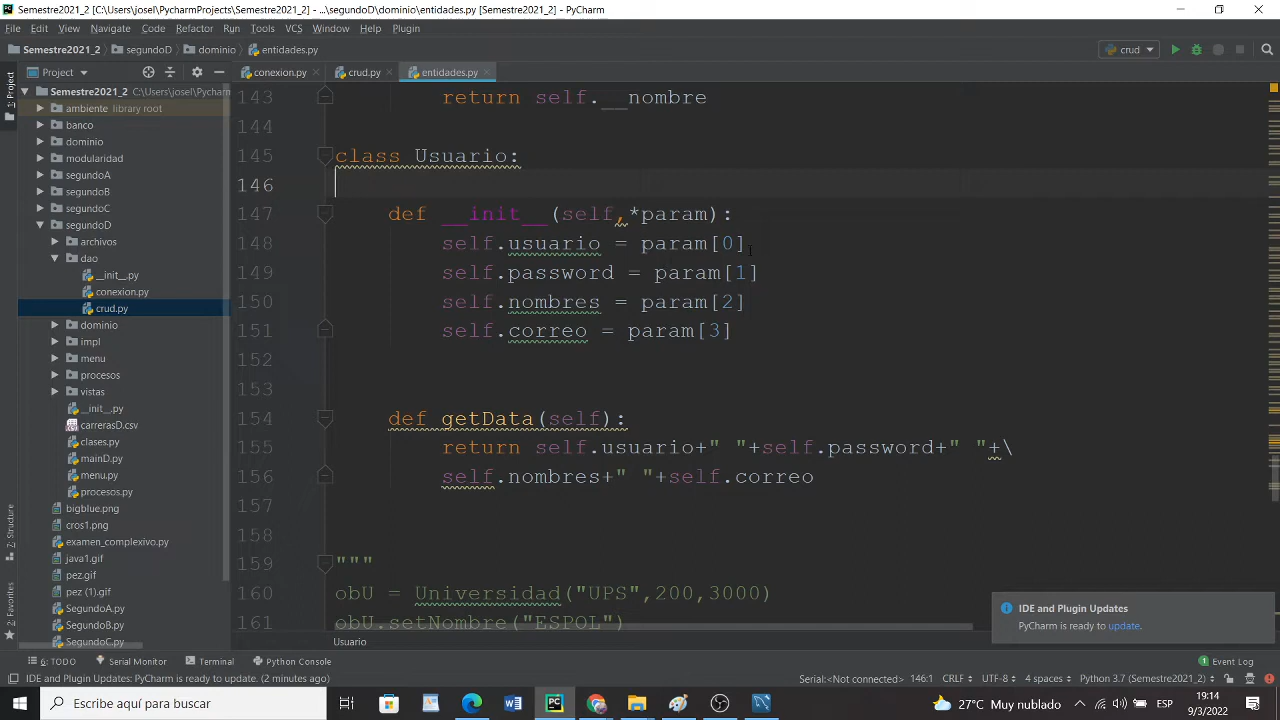 Semestre2021_2 [C:\Users\josel\PycharmProjects\Semestre2021_2] - ...\segundoD\dominio\entidades.py [Semestre2021_2] - PyCharm
File Edit View Navigate Code Refactor Run Tools VCS Window Help Plugin
Semestre2021_2 segundoD dominio entidades.py
crud
Project
conexion.py crud.py entidades.py
1: Project
Semestre2021_2 C:\Users\josel\Pycharm
ambiente library root
banco
dominio
modularidad
segundoA
segundoB
segundoC
segundoD
archivos
dao
__init__.py
conexion.py
crud.py
dominio
impl
menu
procesos
vistas
__init__.py
carrerasD.csv
clases.py
mainD.py
menu.py
procesos.py
bigblue.png
cros1.png
examen_complexivo.py
java1.gif
pez.gif
pez (1).gif
SegundoA.py
SegundoB.py
SegundoC.py
7: Structure
2: Favorites
143 return self.__nombre
144
145 class Usuario:
146
147 def __init__(self,*param):
148 self.usuario = param[0]
149 self.password = param[1]
150 self.nombres = param[2]
151 self.correo = param[3]
152
153
154 def getData(self):
155 return self.usuario+" "+self.password+" "+\
156 self.nombres+" "+self.correo
157
158
159 """
160 obU = Universidad("UPS",200,3000)
161 obU.setNombre("ESPOL")
Usuario
IDE and Plugin Updates
PyCharm is ready to update.
6: TODO Serial Monitor Terminal Python Console Event Log
IDE and Plugin Updates: PyCharm is ready to update. (2 minutes ago) Serial:<Not connected> 146:1 CRLF UTF-8 4 spaces Python 3.7 (Semestre2021_2)
Escribe aquí para buscar
27°C Muy nublado
ESP
19:14
9/3/2022